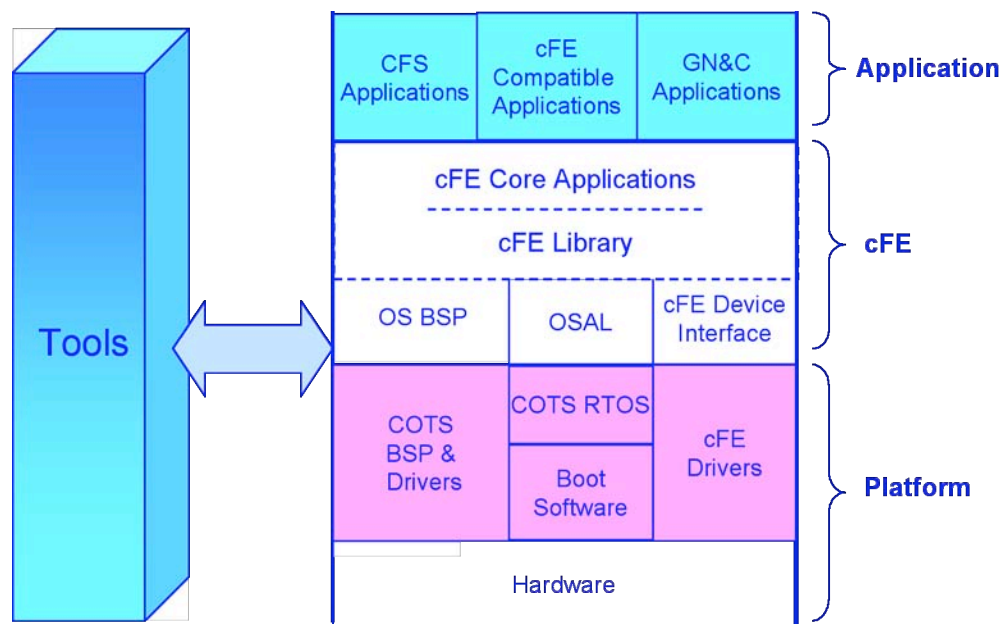 CFS
Applications
cFE
Compatible
Applications
GN&C
Applications
Application
cFE Core Applications
cFE Library
cFE
OS BSP
OSAL
cFE Device
Interface
Tools
COTS
BSP &
Drivers
COTS RTOS
Boot
Software
cFE
Drivers
Platform
Hardware